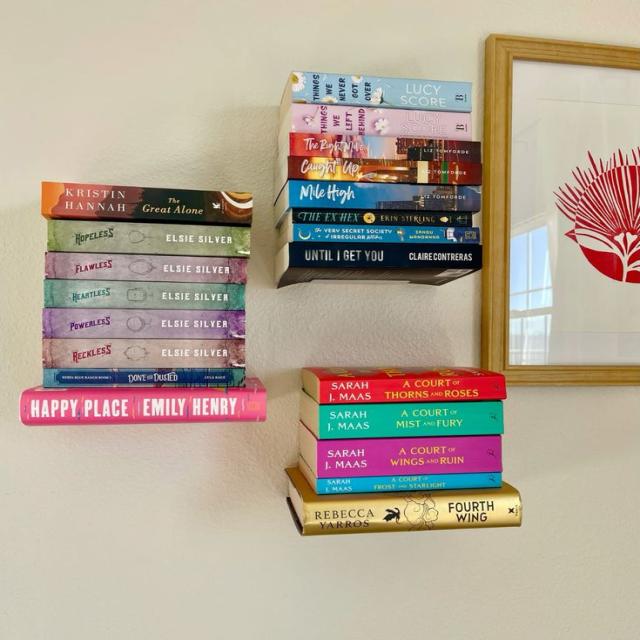 KRISTIN HANNAH The Great Alone
HOPELESS ELSIE SILVER
FLAWLESS ELSIE SILVER
HEARTLESS ELSIE SILVER
POWERLESS ELSIE SILVER
RECKLESS ELSIE SILVER
DONE AND DUSTED
HAPPY PLACE EMILY HENRY
THINGS WE NEVER GOT OVER LUCY SCORE
THINGS WE LEFT BEHIND LUCY SCORE
The Right Move LIZ TOMFORDE
Caught Up LIZ TOMFORDE
Mile High LIZ TOMFORDE
THE EX HEX ERIN STERLING
The VERY SECRET SOCIETY of IRREGULAR WITCHES SANGU MANDANNA
UNTIL I GET YOU CLAIRE CONTRERAS
SARAH J. MAAS A COURT OF THORNS AND ROSES
SARAH J. MAAS A COURT OF MIST AND FURY
SARAH J. MAAS A COURT OF WINGS AND RUIN
SARAH J. MAAS A COURT OF FROST AND STARLIGHT
REBECCA YARROS FOURTH WING